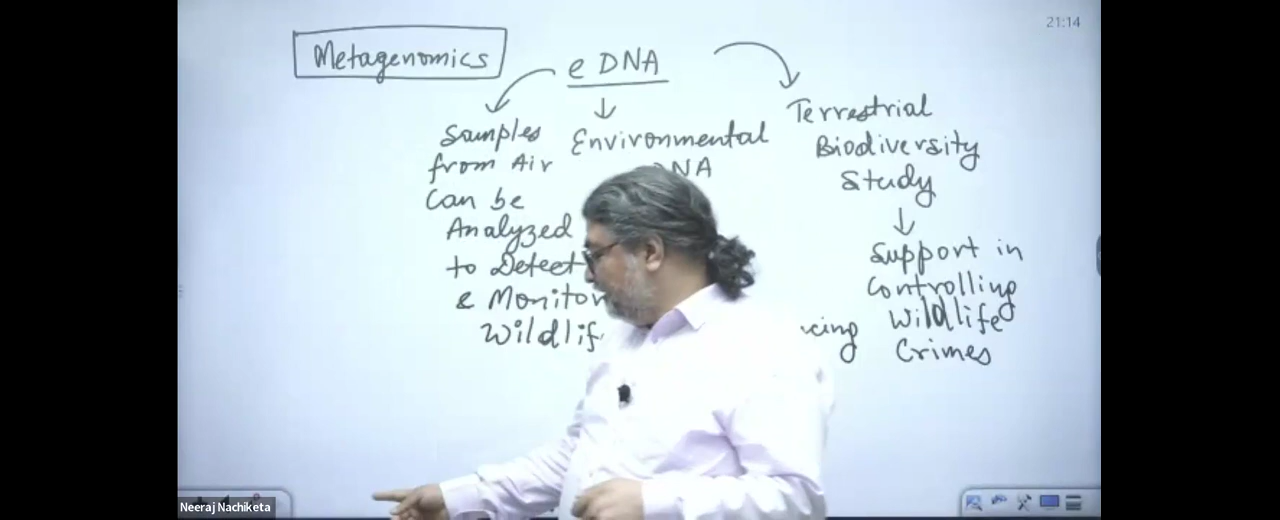 21:14
Metagenomics
e DNA
Samples
from Air
Can be
Analyzed
to Detect
& Monitor
Environmental
Terrestrial
Biodiversity
Study
Support in
Controlling
Wildlife
Crimes
Neeraj Nachiketa